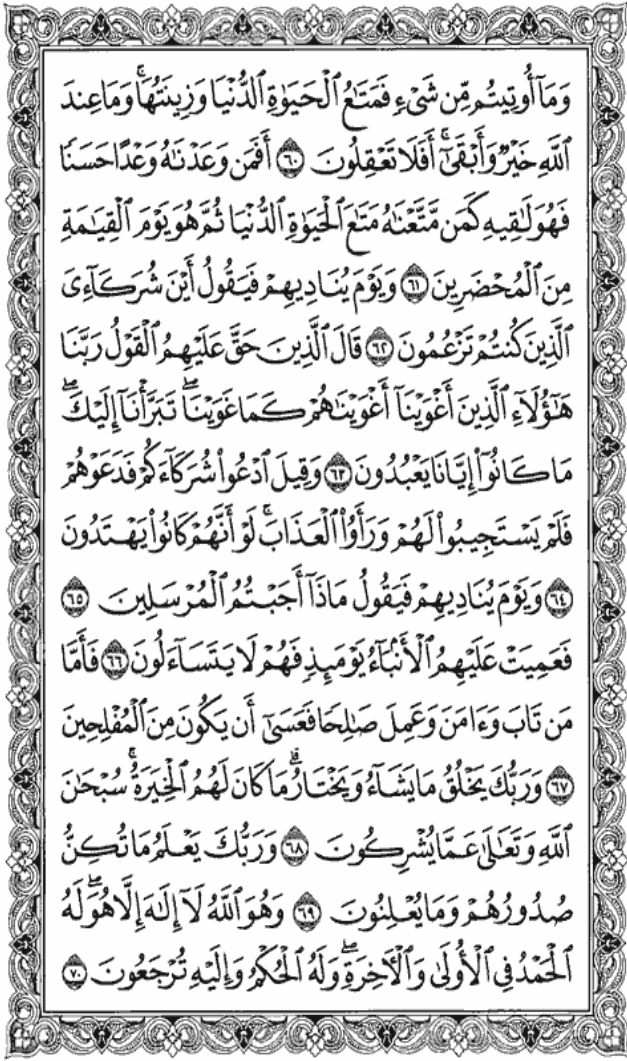 وَمَآ أُوتِيتُم مِّن شَىْءٍ فَمَتَٰعُ ٱلْحَيَوٰةِ ٱلدُّنْيَا وَزِينَتُهَا ۚ وَمَا عِندَ
ٱللَّهِ خَيْرٌ وَأَبْقَىٰٓ ۚ أَفَلَا تَعْقِلُونَ ٦٠ أَفَمَن وَعَدْنَٰهُ وَعْدًا حَسَنًا
فَهُوَ لَٰقِيهِ كَمَن مَّتَّعْنَٰهُ مَتَٰعَ ٱلْحَيَوٰةِ ٱلدُّنْيَا ثُمَّ هُوَ يَوْمَ ٱلْقِيَٰمَةِ
مِنَ ٱلْمُحْضَرِينَ ٦١ وَيَوْمَ يُنَادِيهِمْ فَيَقُولُ أَيْنَ شُرَكَآءِىَ
ٱلَّذِينَ كُنتُمْ تَزْعُمُونَ ٦٢ قَالَ ٱلَّذِينَ حَقَّ عَلَيْهِمُ ٱلْقَوْلُ رَبَّنَا
هَٰٓؤُلَآءِ ٱلَّذِينَ أَغْوَيْنَآ أَغْوَيْنَٰهُمْ كَمَا غَوَيْنَا ۖ تَبَرَّأْنَآ إِلَيْكَ ۖ
مَا كَانُوٓا۟ إِيَّانَا يَعْبُدُونَ ٦٣ وَقِيلَ ٱدْعُوا۟ شُرَكَآءَكُمْ فَدَعَوْهُمْ
فَلَمْ يَسْتَجِيبُوا۟ لَهُمْ وَرَأَوُا۟ ٱلْعَذَابَ ۚ لَوْ أَنَّهُمْ كَانُوا۟ يَهْتَدُونَ
٦٤ وَيَوْمَ يُنَادِيهِمْ فَيَقُولُ مَاذَآ أَجَبْتُمُ ٱلْمُرْسَلِينَ ٦٥
فَعَمِيَتْ عَلَيْهِمُ ٱلْأَنۢبَآءُ يَوْمَئِذٍ فَهُمْ لَا يَتَسَآءَلُونَ ٦٦ فَأَمَّا
مَن تَابَ وَءَامَنَ وَعَمِلَ صَٰلِحًا فَعَسَىٰٓ أَن يَكُونَ مِنَ ٱلْمُفْلِحِينَ
٦٧ وَرَبُّكَ يَخْلُقُ مَا يَشَآءُ وَيَخْتَارُ ۗ مَا كَانَ لَهُمُ ٱلْخِيَرَةُ ۚ سُبْحَٰنَ
ٱللَّهِ وَتَعَٰلَىٰ عَمَّا يُشْرِكُونَ ٦٨ وَرَبُّكَ يَعْلَمُ مَا تُكِنُّ
صُدُورُهُمْ وَمَا يُعْلِنُونَ ٦٩ وَهُوَ ٱللَّهُ لَآ إِلَٰهَ إِلَّا هُوَ ۖ لَهُ
ٱلْحَمْدُ فِى ٱلْأُولَىٰ وَٱلْءَاخِرَةِ ۖ وَلَهُ ٱلْحُكْمُ وَإِلَيْهِ تُرْجَعُونَ ٧٠